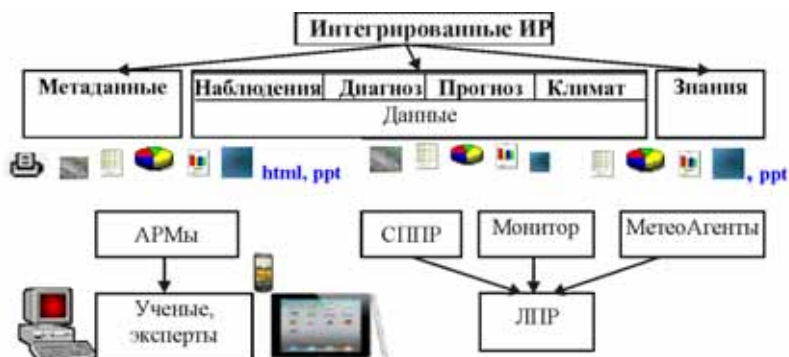 Интегрированные ИР
Метаданные
Наблюдения Диагноз Прогноз Климат
Данные
Знания
html, ppt
, ppt
АРМы
СППР
Монитор
МетеоАгенты
Ученые,
эксперты
ЛПР